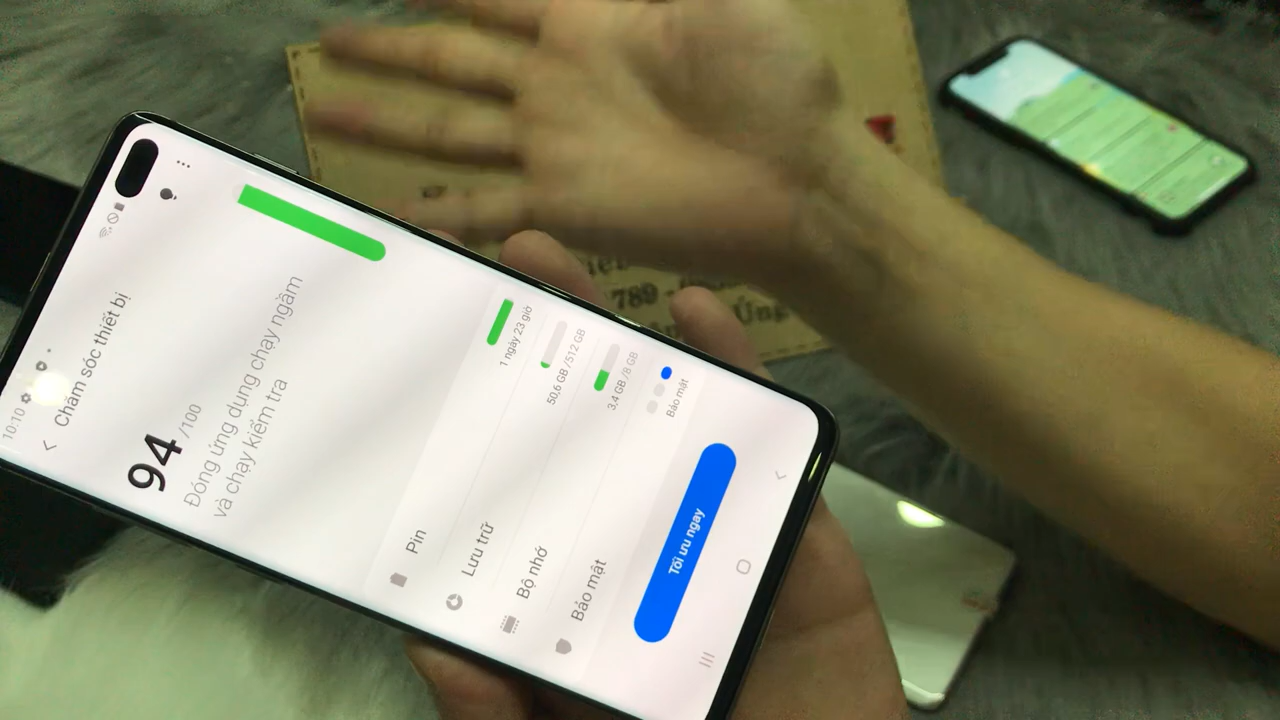 10:10
Chăm sóc thiết bị
94 /100
Đóng ứng dụng chạy ngầm
và chạy kiểm tra
Pin
1 ngày 23 giờ
Lưu trữ
50,6 GB /512 GB
Bộ nhớ
3,4 GB /8 GB
Bảo mật
Bảo mật
Tối ưu ngay
789